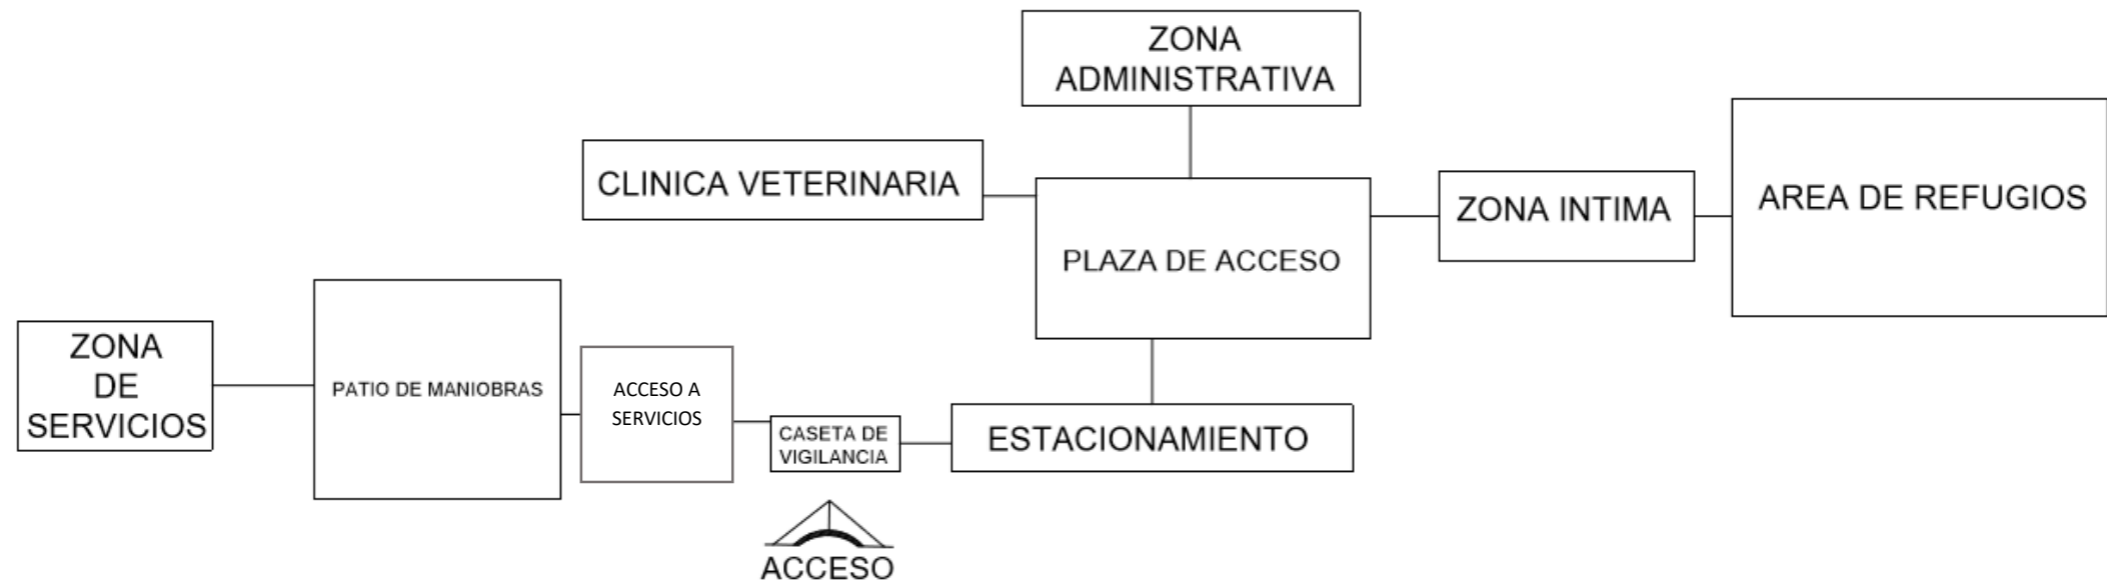 ZONA
ADMINISTRATIVA
CLINICA VETERINARIA
PLAZA DE ACCESO
ZONA INTIMA
AREA DE REFUGIOS
ZONA
DE
SERVICIOS
PATIO DE MANIOBRAS
ACCESO A
SERVICIOS
CASETA DE
VIGILANCIA
ESTACIONAMIENTO
ACCESO